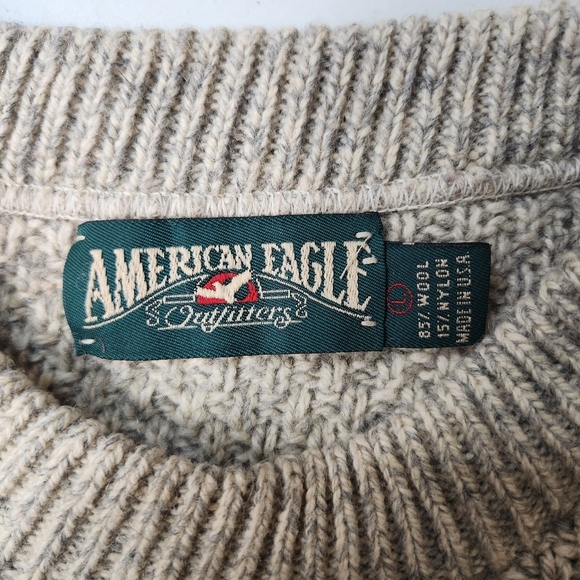 AMERICAN EAGLE
Outfitters
L
85% WOOL
15% NYLON
MADE IN U.S.A.